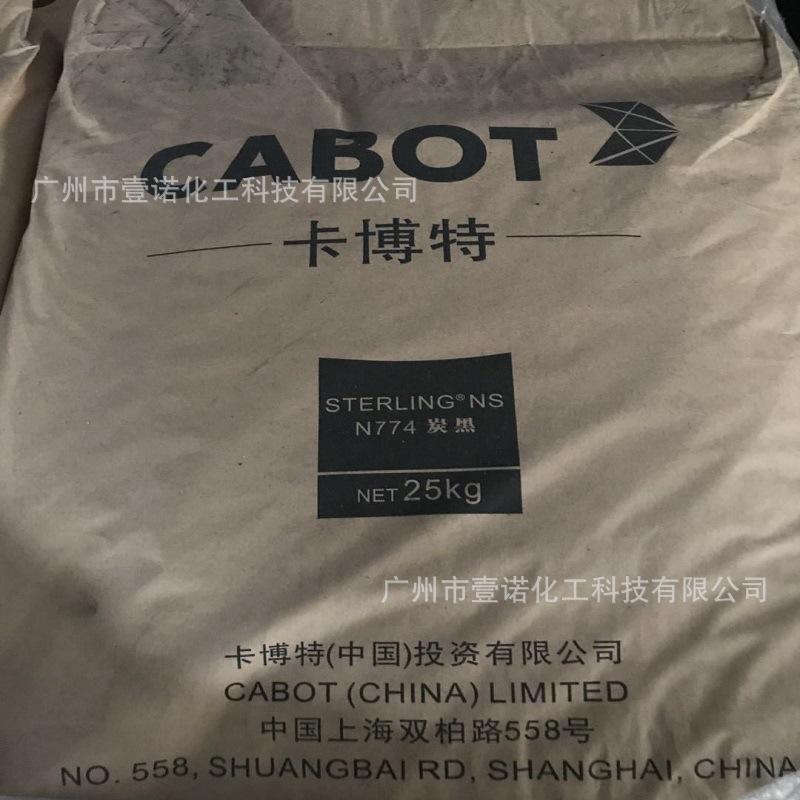 CABOT
广州市壹诺化工科技有限公司
卡博特
STERLING® NS
N774 炭黑
NET 25kg
广州市壹诺化工科技有限公司
卡博特(中国)投资有限公司
CABOT (CHINA) LIMITED
中国上海双柏路558号
NO. 558, SHUANGBAI RD, SHANGHAI, CHINA